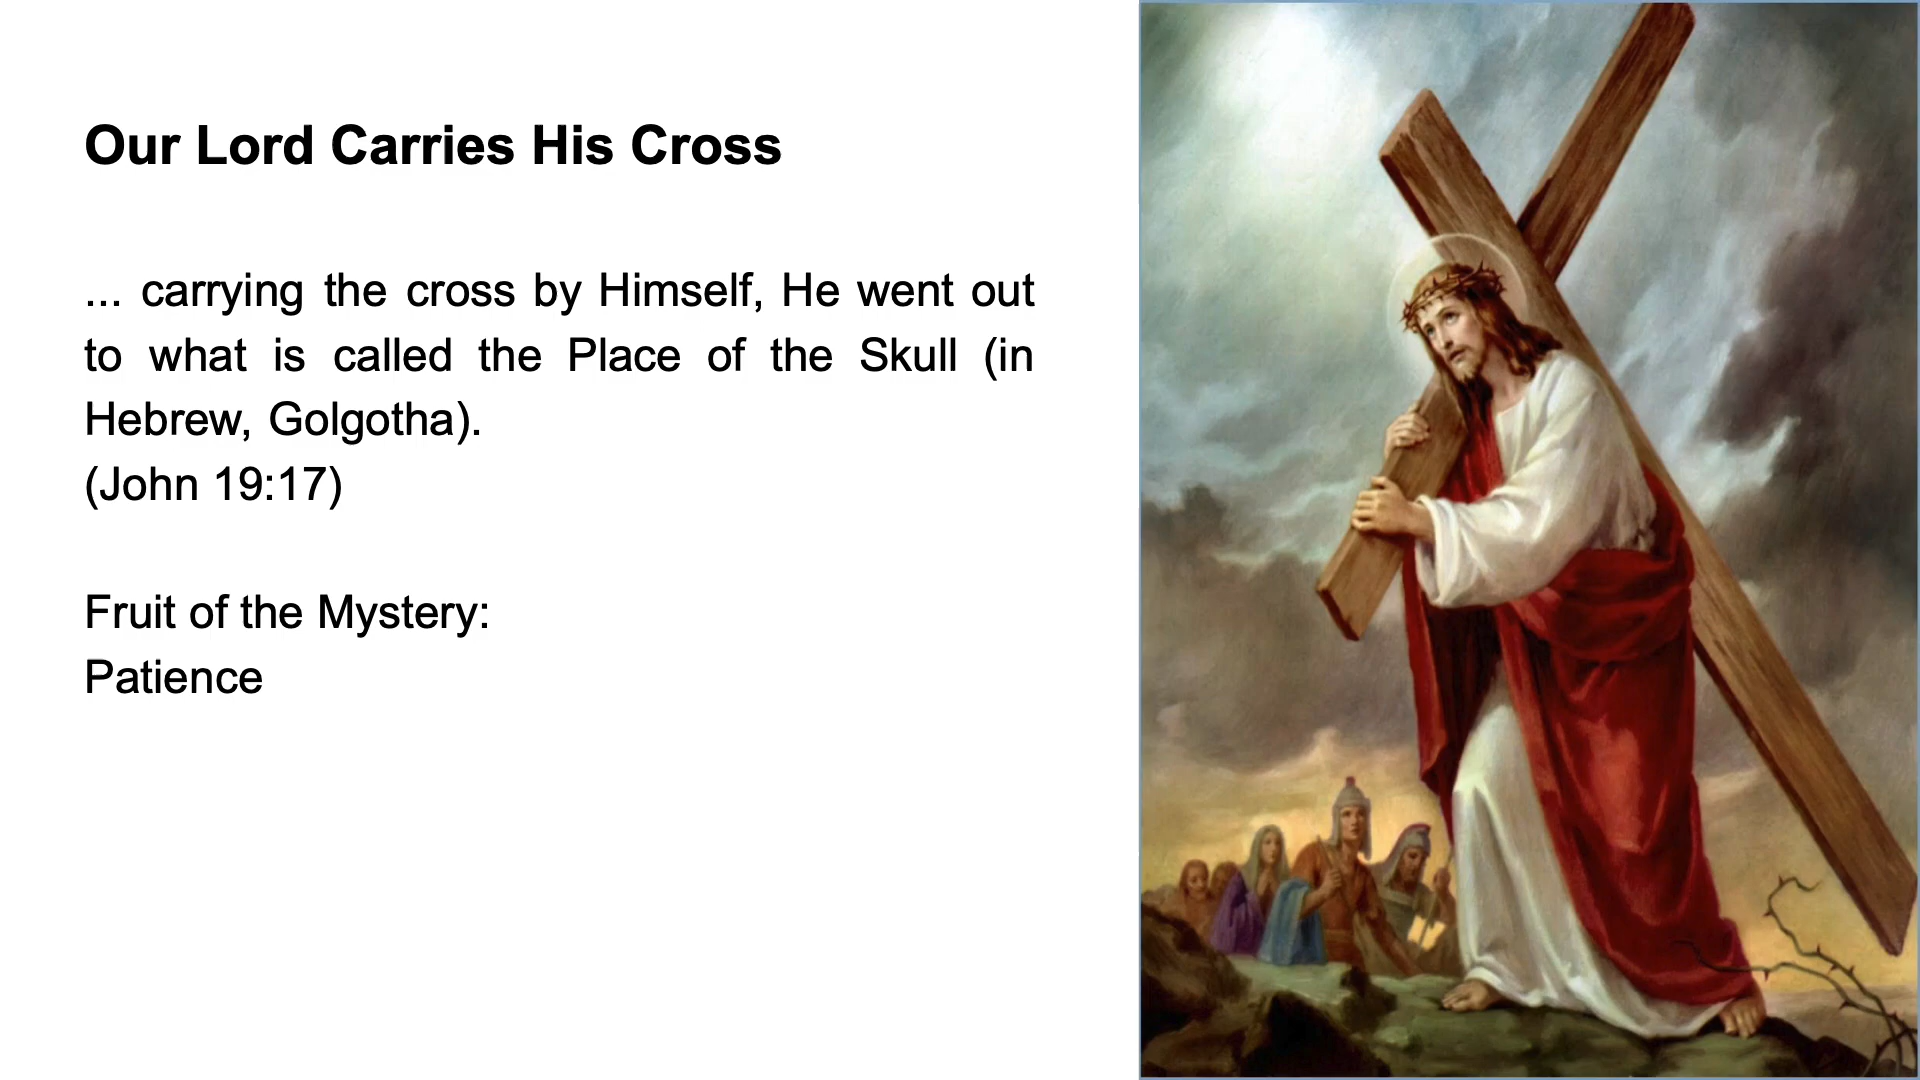 Our Lord Carries His Cross
... carrying the cross by Himself, He went out
to what is called the Place of the Skull (in
Hebrew, Golgotha).
(John 19:17)
Fruit of the Mystery:
Patience